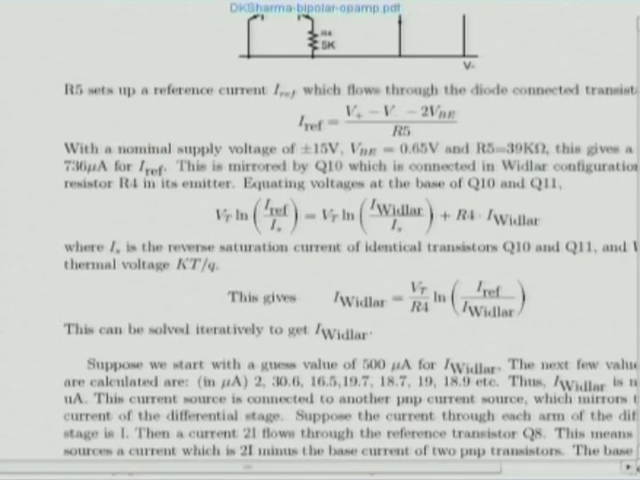 DKSharma-bipolar-opamp.pdf
R4
5K
V-
R5 sets up a reference current Iref which flows through the diode connected transist
Iref = V+ − V− − 2VBE / R5
With a nominal supply voltage of ±15V, VBE = 0.65V and R5=39KΩ, this gives a
736μA for Iref. This is mirrored by Q10 which is connected in Widlar configuration
resistor R4 in its emitter. Equating voltages at the base of Q10 and Q11,
VT ln (Iref / Is) = VT ln (IWidlar / Is) + R4 · IWidlar
where Is is the reverse saturation current of identical transistors Q10 and Q11, and
thermal voltage KT/q.
This gives IWidlar = VT / R4 ln (Iref / IWidlar)
This can be solved iteratively to get IWidlar.
Suppose we start with a guess value of 500 μA for IWidlar. The next few value
are calculated are: (in μA) 2, 30.6, 16.5,19.7, 18.7, 19, 18.9 etc. Thus, IWidlar is n
uA. This current source is connected to another pnp current source, which mirrors t
current of the differential stage. Suppose the current through each arm of the dif
stage is I. Then a current 2I flows through the reference transistor Q8. This means
sources a current which is 2I minus the base current of two pnp transistors. The base